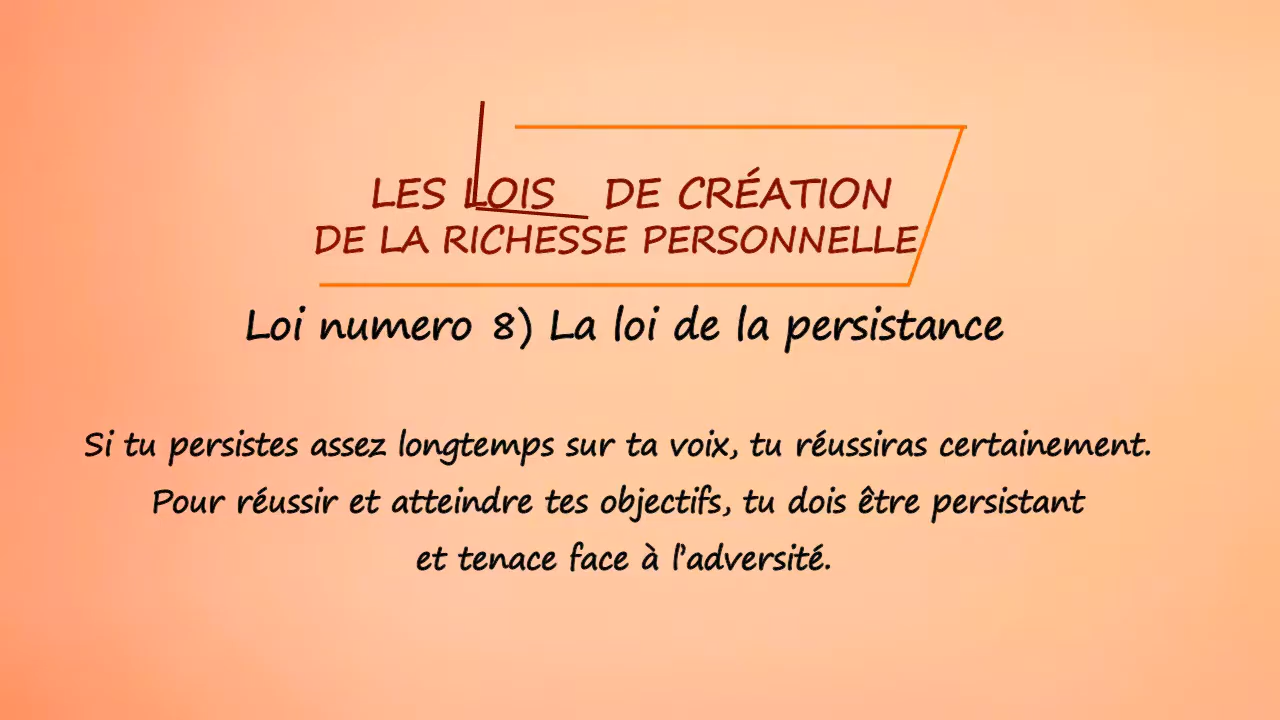 LES LOIS DE CRÉATION
DE LA RICHESSE PERSONNELLE
Loi numero 8) La loi de la persistance
Si tu persistes assez longtemps sur ta voix, tu réussiras certainement.
Pour réussir et atteindre tes objectifs, tu dois être persistant
et tenace face à l'adversité.